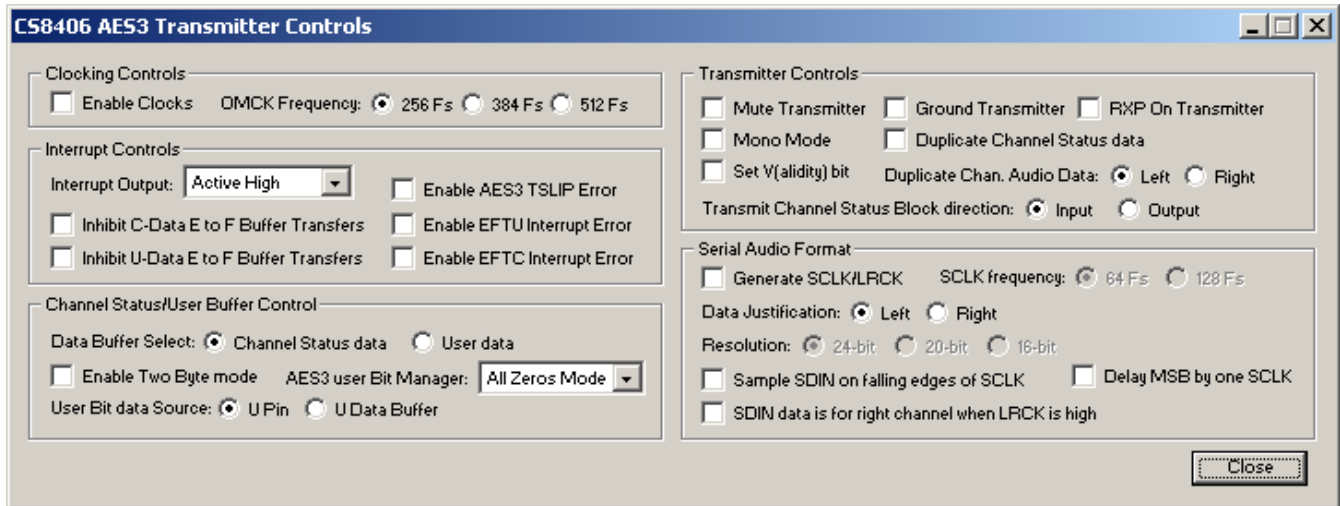 CS8406 AES3 Transmitter Controls
Clocking Controls
Enable Clocks OMCK Frequency: 256 Fs 384 Fs 512 Fs
Interrupt Controls
Interrupt Output: Active High
Enable AES3 TSLIP Error
Inhibit C-Data E to F Buffer Transfers Enable EFTU Interrupt Error
Inhibit U-Data E to F Buffer Transfers Enable EFTC Interrupt Error
Channel Status/User Buffer Control
Data Buffer Select: Channel Status data User data
Enable Two Byte mode AES3 user Bit Manager: All Zeros Mode
User Bit data Source: U Pin U Data Buffer
Transmitter Controls
Mute Transmitter Ground Transmitter RXP On Transmitter
Mono Mode Duplicate Channel Status data
Set V(alidity) bit Duplicate Chan. Audio Data: Left Right
Transmit Channel Status Block direction: Input Output
Serial Audio Format
Generate SCLK/LRCK SCLK frequency: 64 Fs 128 Fs
Data Justification: Left Right
Resolution: 24-bit 20-bit 16-bit
Sample SDIN on falling edges of SCLK Delay MSB by one SCLK
SDIN data is for right channel when LRCK is high
Close